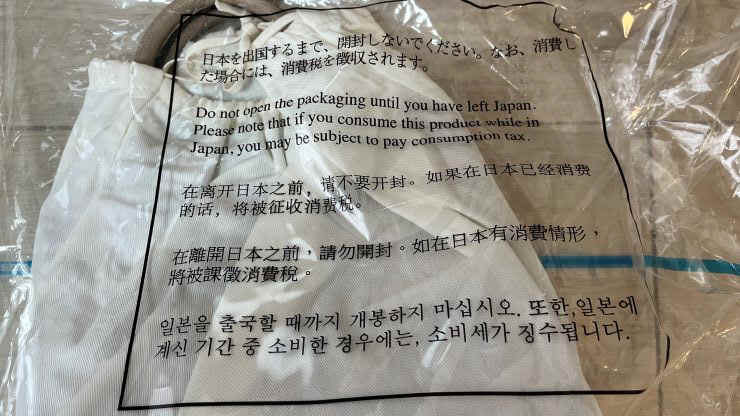 日本を出国するまで、開封しないでください。なお、消費し
た場合には、消費税を徴収されます。
Do not open the packaging until you have left Japan.
Please note that if you consume this product while in
Japan, you may be subject to pay consumption tax.
在离开日本之前，请不要开封。如果在日本已经消费
的话，将被征收消费税。
在離開日本之前，請勿開封。如在日本有消費情形，
將被課徵消費稅。
일본을 출국할 때까지 개봉하지 마십시오. 또한,일본에
계신 기간 중 소비한 경우에는, 소비세가 징수됩니다.